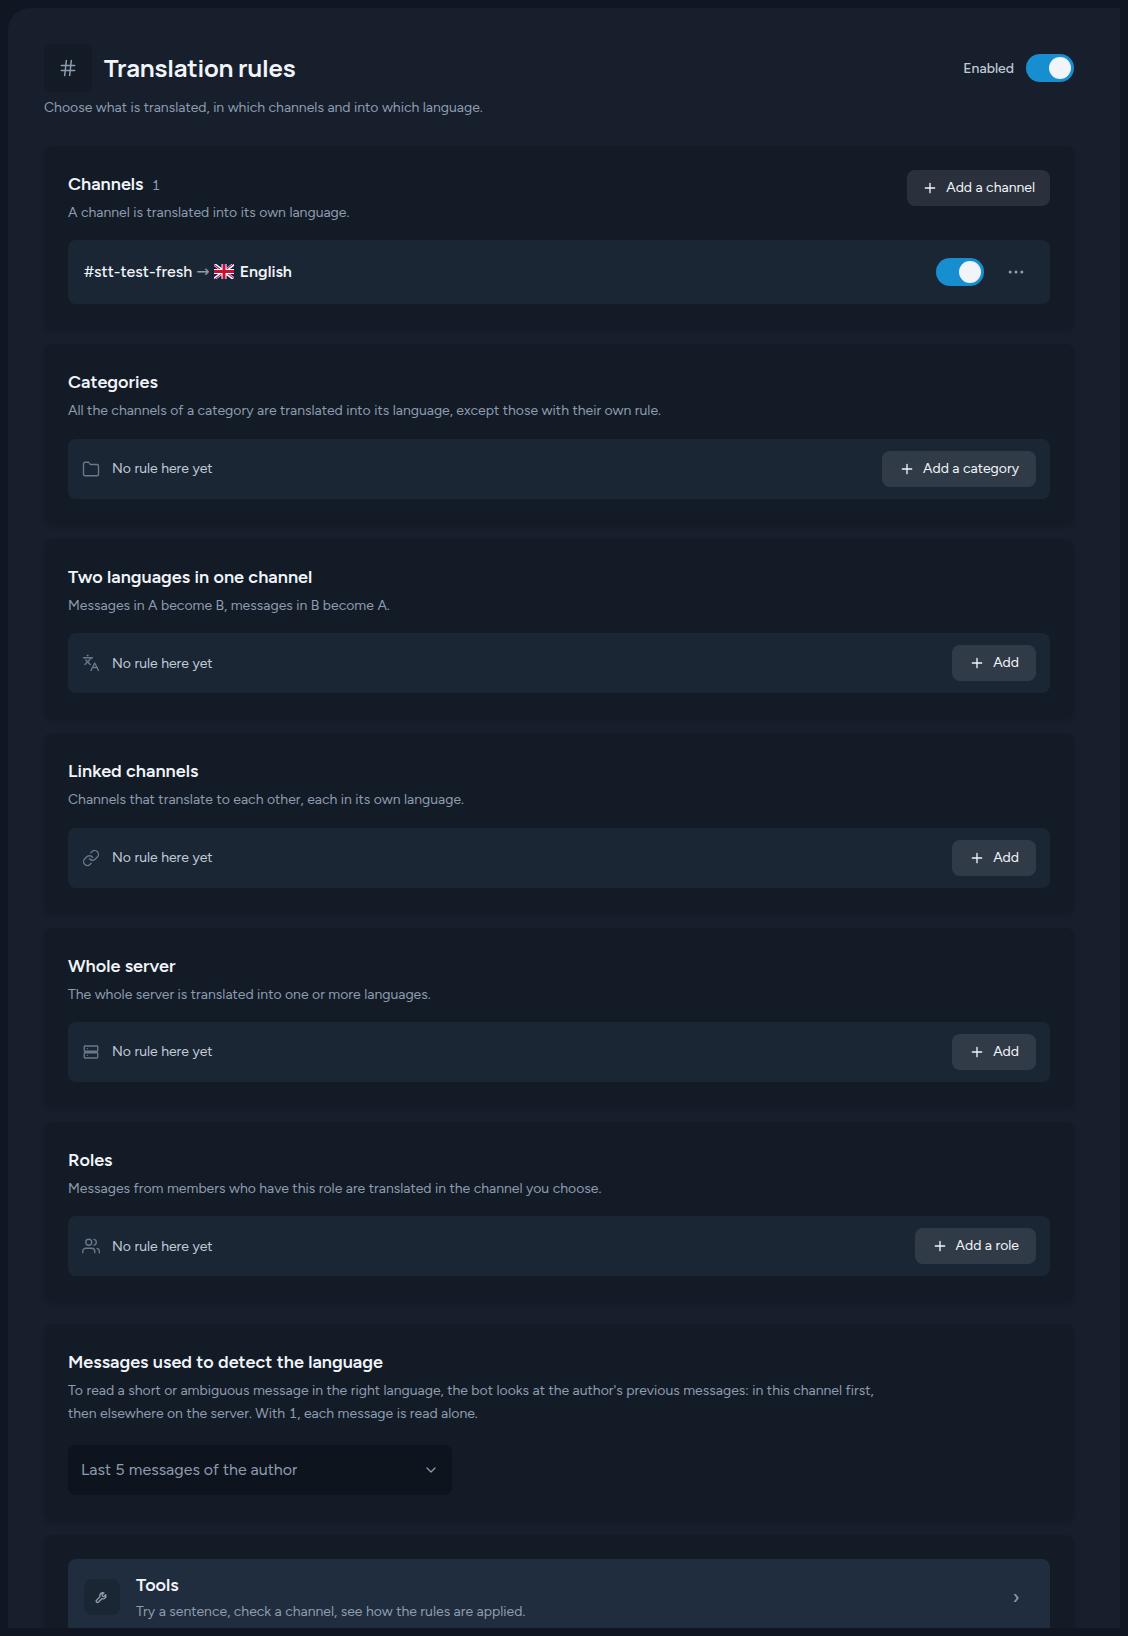 Translation rules
Enabled
Choose what is translated, in which channels and into which language.
Channels 1
Add a channel
A channel is translated into its own language.
#stt-test-fresh → English
Categories
All the channels of a category are translated into its language, except those with their own rule.
No rule here yet
Add a category
Two languages in one channel
Messages in A become B, messages in B become A.
No rule here yet
Add
Linked channels
Channels that translate to each other, each in its own language.
No rule here yet
Add
Whole server
The whole server is translated into one or more languages.
No rule here yet
Add
Roles
Messages from members who have this role are translated in the channel you choose.
No rule here yet
Add a role
Messages used to detect the language
To read a short or ambiguous message in the right language, the bot looks at the author's previous messages: in this channel first,
then elsewhere on the server. With 1, each message is read alone.
Last 5 messages of the author
Tools
Try a sentence, check a channel, see how the rules are applied.